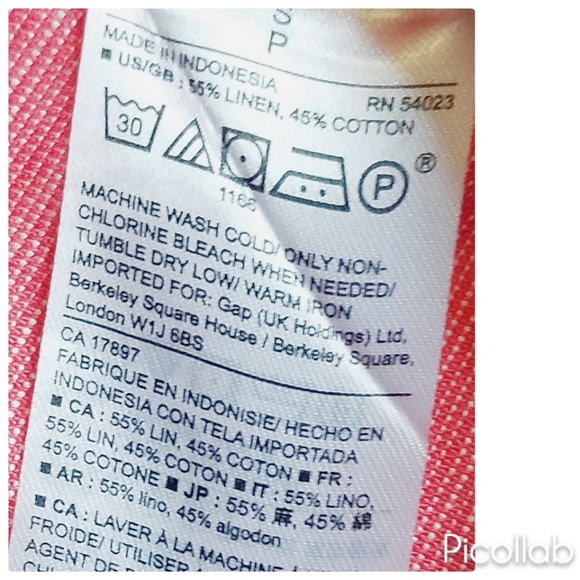 S
P
MADE IN INDONESIA
RN 54023
■ US/GB : 55% LINEN, 45% COTTON
30
P
®
1166
MACHINE WASH COLD/ ONLY NON-
CHLORINE BLEACH WHEN NEEDED/
TUMBLE DRY LOW/ WARM IRON
IMPORTED FOR: Gap (UK Holdings) Ltd,
Berkeley Square House / Berkeley Square,
London W1J 6BS
CA 17897
FABRIQUE EN INDONISIE/ HECHO EN
INDONESIA CON TELA IMPORTADA
■ CA : 55% LIN, 45% COTON ■ FR :
55% LIN, 45% COTON ■ IT : 55% LINO,
45% COTONE ■ JP : 55% 麻, 45% 綿
■ AR : 55% lino, 45% algodon
■ CA : LAVER À LA MACHINE
FROIDE/ UTILISER
AGENT DE
Picollab